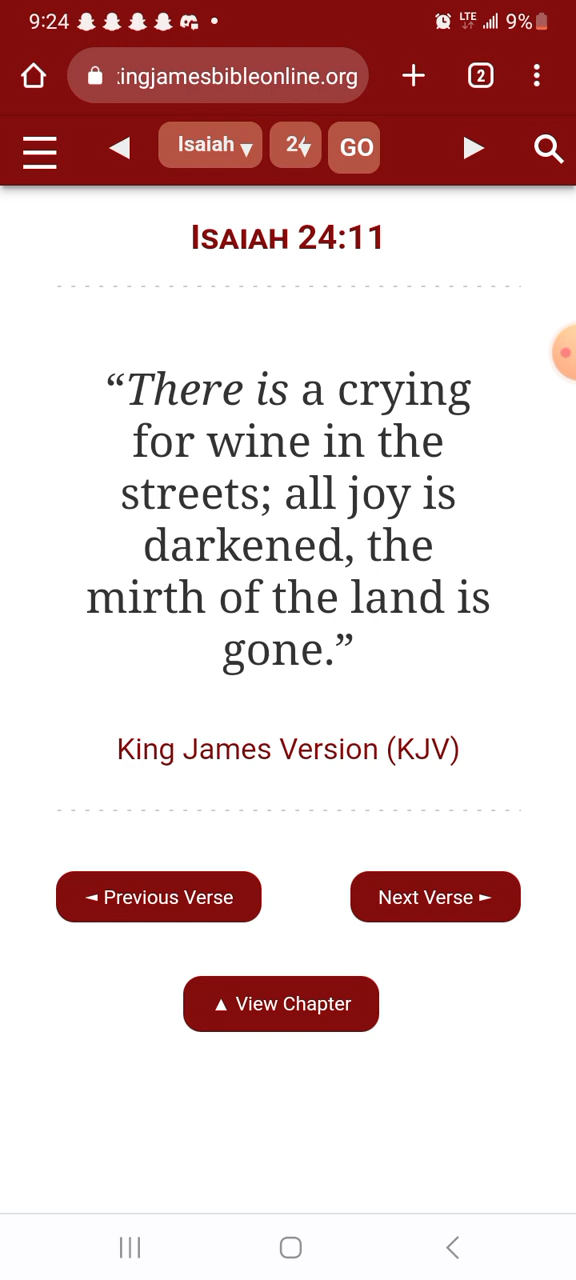 9:24 LTE 9%
:ingjamesbibleonline.org 2
Isaiah ▼ GO
ISAIAH 24:11
“There is a crying
for wine in the
streets; all joy is
darkened, the
mirth of the land is
gone.”
King James Version (KJV)
◄ Previous Verse Next Verse ►
▲ View Chapter